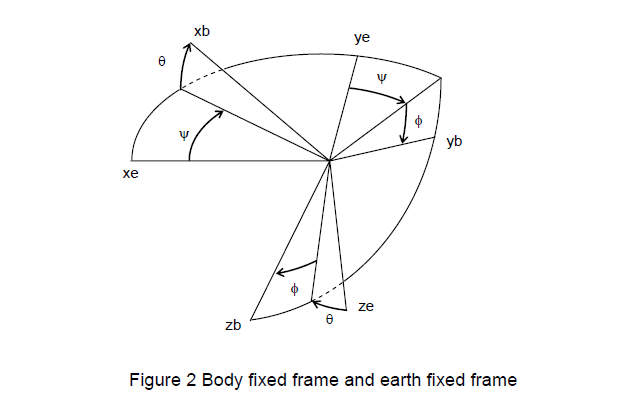 xb
ye
θ
ψ
ϕ
ψ
yb
xe
ϕ
ze
θ
zb
Figure 2 Body fixed frame and earth fixed frame